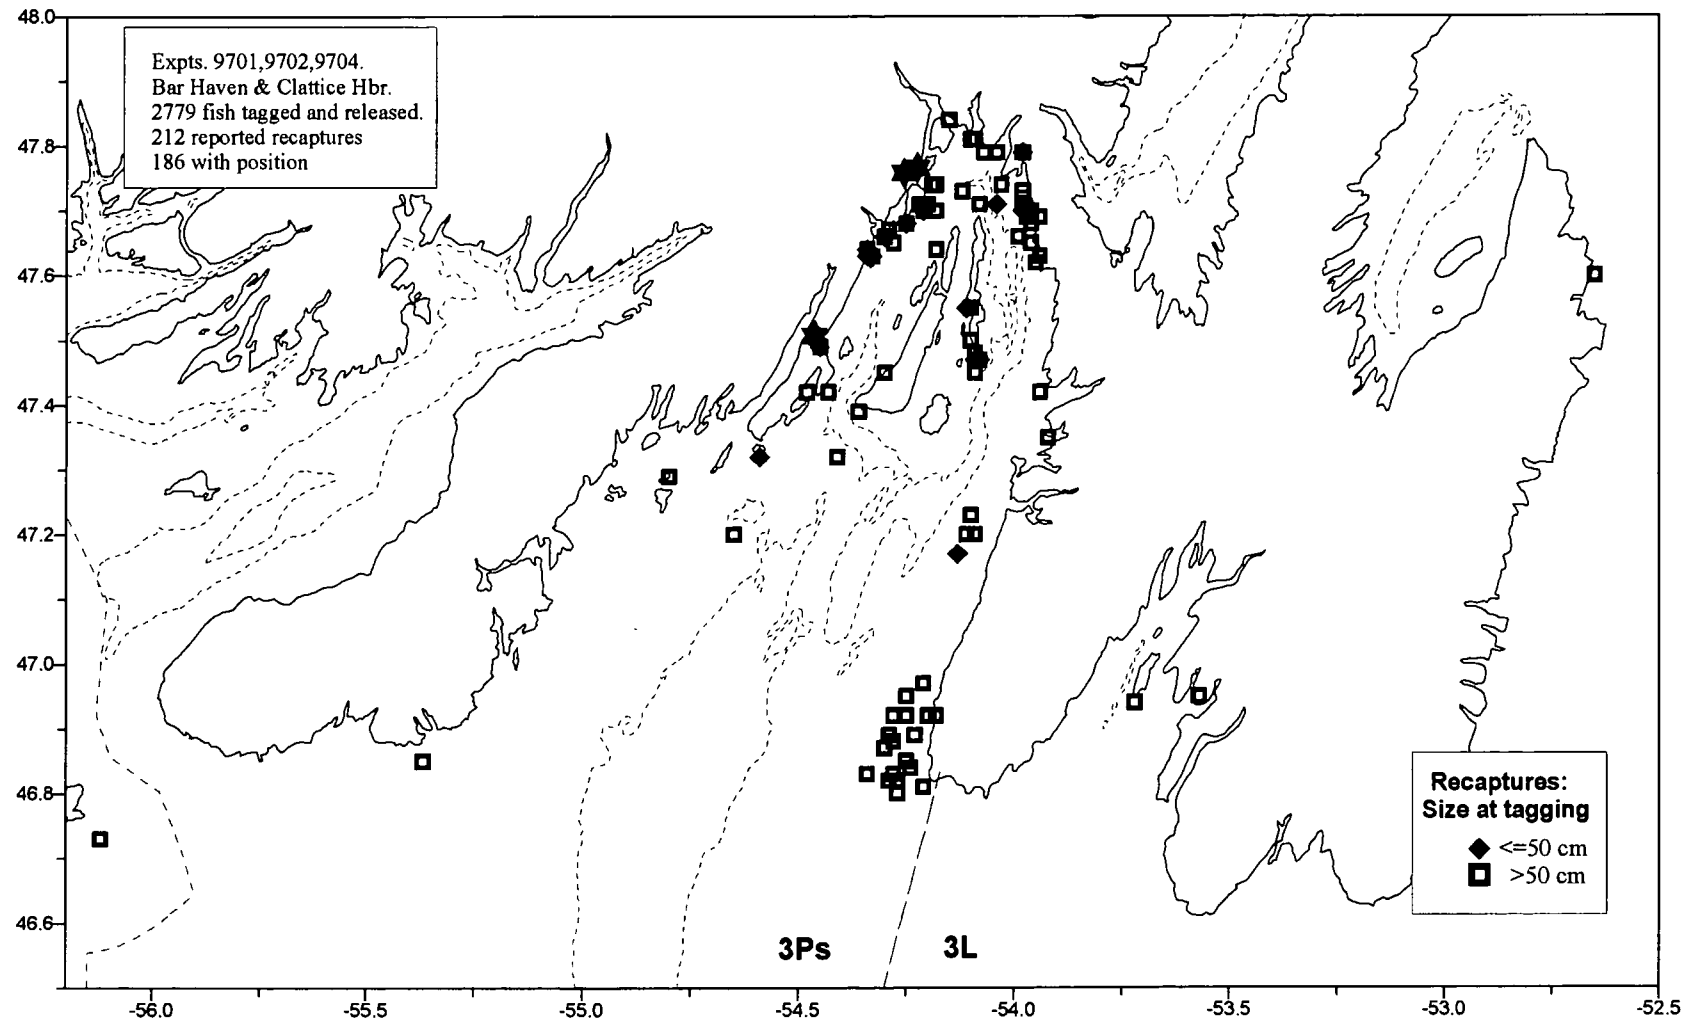 48.0
47.8
47.6
47.4
47.2
47.0
46.8
46.6
Expts. 9701,9702,9704.
Bar Haven & Clattice Hbr.
2779 fish tagged and released.
212 reported recaptures
186 with position
3Ps
3L
Recaptures:
Size at tagging
<=50 cm
>50 cm
-56.0
-55.5
-55.0
-54.5
-54.0
-53.5
-53.0
-52.5